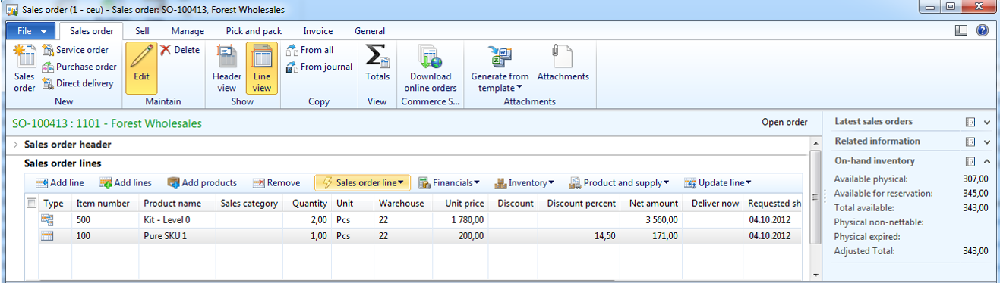 Sales order (1 - ceu) - Sales order: SO-100413, Forest Wholesales
File Sales order Sell Manage Pick and pack Invoice General
Sales order
Service order
Purchase order
Direct delivery
New
Edit
Delete
Maintain
Header view
Line view
Show
From all
From journal
Copy
Totals
View
Download online orders
Commerce S...
Generate from template
Attachments
Attachments
SO-100413 : 1101 - Forest Wholesales Open order
Sales order header
Sales order lines
Add line Add lines Add products Remove Sales order line Financials Inventory Product and supply Update line
Type Item number Product name Sales category Quantity Unit Warehouse Unit price Discount Discount percent Net amount Deliver now Requested sh
500 Kit - Level 0 2,00 Pcs 22 1 780,00 3 560,00 04.10.2012
100 Pure SKU 1 1,00 Pcs 22 200,00 14,50 171,00 04.10.2012
Latest sales orders
Related information
On-hand inventory
Available physical: 307,00
Available for reservation: 345,00
Total available: 343,00
Physical non-nettable:
Physical expired:
Adjusted Total: 343,00